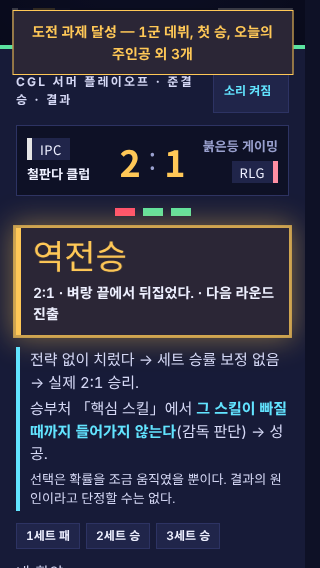 도전 과제 달성 — 1군 데뷔, 첫 승, 오늘의
주인공 외 3개
CGL 서머 플레이오프 · 준결
승 · 결과
소리 켜짐
IPC
철판다 클럽
2 : 1
붉은등 게이밍
RLG
역전승
2:1 · 벼랑 끝에서 뒤집었다. · 다음 라운드
진출
전략 없이 치렀다 → 세트 승률 보정 없음
→ 실제 2:1 승리.
승부처 「핵심 스킬」에서 그 스킬이 빠질
때까지 들어가지 않는다(감독 판단) → 성
공.
선택은 확률을 조금 움직였을 뿐이다. 결과의 원
인이라고 단정할 수는 없다.
1세트 패
2세트 승
3세트 승